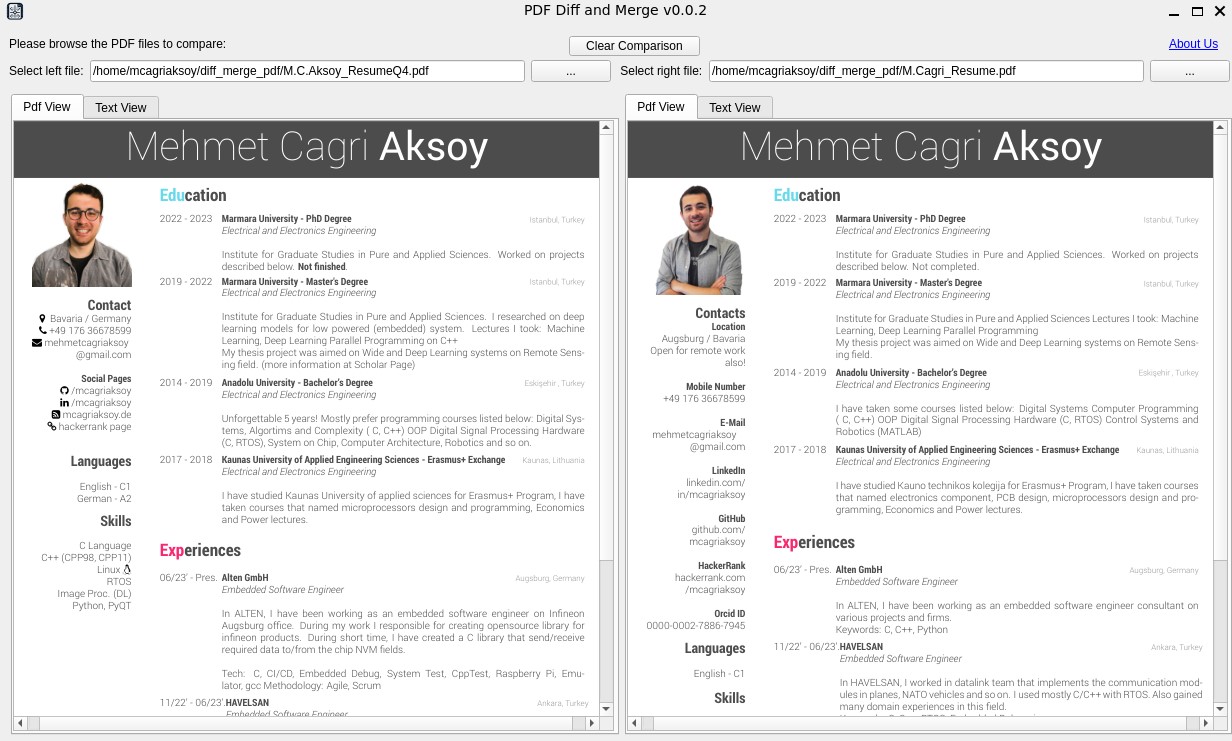 PDF Diff and Merge v0.0.2
Please browse the PDF files to compare:
Clear Comparison
About Us
Select left file:
/home/mcagriaksoy/diff_merge_pdf/M.C.Aksoy_ResumeQ4.pdf
...
Select right file:
/home/mcagriaksoy/diff_merge_pdf/M.Cagri_Resume.pdf
...
Pdf View
Text View
Mehmet Cagri Aksoy
Contact
Bavaria / Germany
+49 176 36678599
mehmetcagriaksoy
@gmail.com
Social Pages
/mcagriaksoy
/mcagriaksoy
mcagriaksoy.de
hackerrank page
Languages
English - C1
German - A2
Skills
C Language
C++ (CPP98, CPP11)
Linux
RTOS
Image Proc. (DL)
Python, PyQT
Education
2022 - 2023 Marmara University - PhD Degree Istanbul, Turkey
Electrical and Electronics Engineering
Institute for Graduate Studies in Pure and Applied Sciences. Worked on projects
described below. Not finished.
2019 - 2022 Marmara University - Master's Degree Istanbul, Turkey
Electrical and Electronics Engineering
Institute for Graduate Studies in Pure and Applied Sciences. I researched on deep
learning models for low powered (embedded) system. Lectures I took: Machine
Learning, Deep Learning Parallel Programming on C++
My thesis project was aimed on Wide and Deep Learning systems on Remote Sens-
ing field. (more information at Scholar Page)
2014 - 2019 Anadolu University - Bachelor's Degree Eskişehir , Turkey
Electrical and Electronics Engineering
Unforgettable 5 years! Mostly prefer programming courses listed below: Digital Sys-
tems, Algortims and Complexity ( C, C++) OOP Digital Signal Processing Hardware
(C, RTOS), System on Chip, Computer Architecture, Robotics and so on.
2017 - 2018 Kaunas University of Applied Engineering Sciences - Erasmus+ Exchange Kaunas, Lithuania
Electrical and Electronics Engineering
I have studied Kaunas University of applied sciences for Erasmus+ Program, I have
taken courses that named microprocessors design and programming, Economics
and Power lectures.
Experiences
06/23' - Pres. Alten GmbH Augsburg, Germany
Embedded Software Engineer
In ALTEN, I have been working as an embedded software engineer on Infineon
Augsburg office. During my work I responsible for creating opensource library for
infineon products. During short time, I have created a C library that send/receive
required data to/from the chip NVM fields.
Tech: C, CI/CD, Embedded Debug, System Test, CppTest, Raspberry Pi, Emu-
lator, gcc Methodology: Agile, Scrum
11/22' - 06/23'. HAVELSAN Ankara, Turkey
Embedded Software Engineer
Pdf View
Text View
Mehmet Cagri Aksoy
Contacts
Location
Augsburg / Bavaria
Open for remote work
also!
Mobile Number
+49 176 36678599
E-Mail
mehmetcagriaksoy
@gmail.com
LinkedIn
linkedin.com/
in/mcagriaksoy
GitHub
github.com/
mcagriaksoy
HackerRank
hackerrank.com
/mcagriaksoy
Orcid ID
0000-0002-7886-7945
Languages
English - C1
Skills
Education
2022 - 2023 Marmara University - PhD Degree Istanbul, Turkey
Electrical and Electronics Engineering
Institute for Graduate Studies in Pure and Applied Sciences. Worked on projects
described below. Not completed.
2019 - 2022 Marmara University - Master's Degree Istanbul, Turkey
Electrical and Electronics Engineering
Institute for Graduate Studies in Pure and Applied Sciences Lectures I took: Machine
Learning, Deep Learning Parallel Programming
My thesis project was aimed on Wide and Deep Learning systems on Remote Sens-
ing field.
2014 - 2019 Anadolu University - Bachelor's Degree Eskişehir , Turkey
Electrical and Electronics Engineering
I have taken some courses listed below: Digital Systems Computer Programming
( C, C++) OOP Digital Signal Processing Hardware (C, RTOS) Control Systems and
Robotics (MATLAB)
2017 - 2018 Kaunas University of Applied Engineering Sciences - Erasmus+ Exchange Kaunas, Lithuania
Electrical and Electronics Engineering
I have studied Kauno technikos kolegija for Erasmus+ Program, I have taken courses
that named electronics component, PCB design, microprocessors design and pro-
gramming, Economics and Power lectures.
Experiences
06/23' - Pres. Alten GmbH Augsburg, Germany
Embedded Software Engineer
In ALTEN, I have been working as an embedded software engineer consultant on
various projects and firms.
Keywords: C, C++, Python
11/22' - 06/23'. HAVELSAN Ankara, Turkey
Embedded Software Engineer
In HAVELSAN, I worked in datalink team that implements the communication mod-
ules in planes, NATO vehicles and so on. I used mostly C/C++ with RTOS. Also gained
many domain experiences in this field.